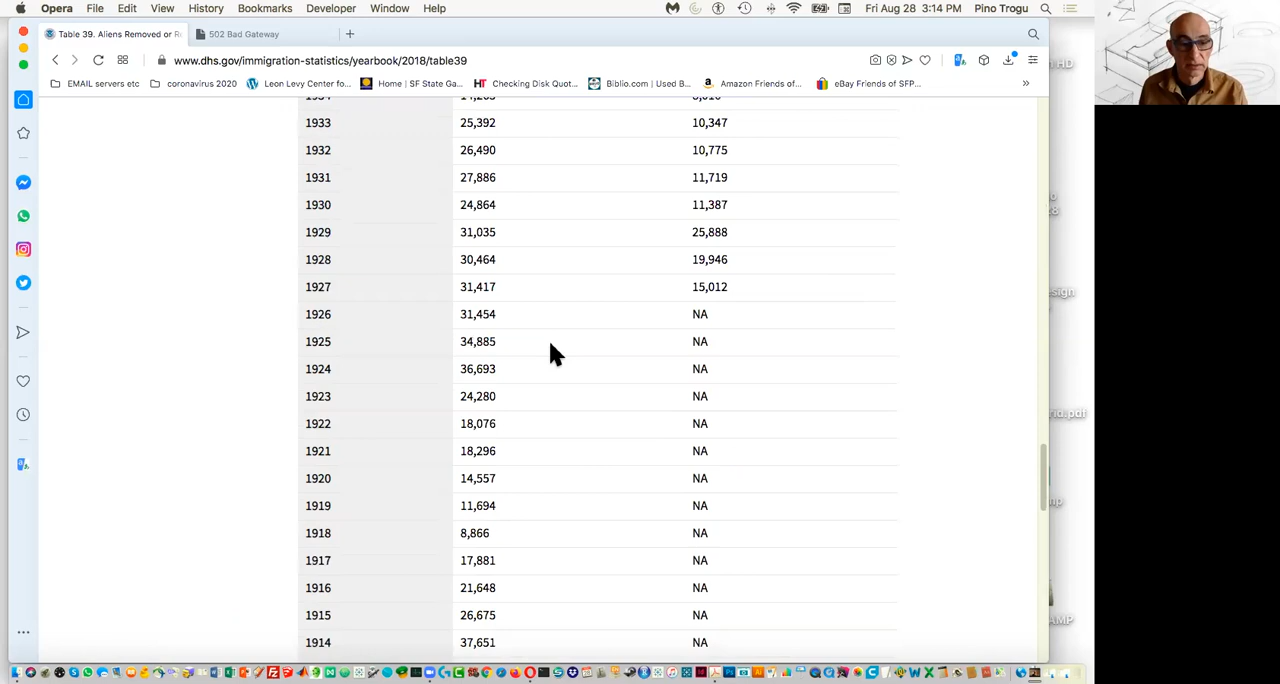 Opera File Edit View History Bookmarks Developer Window Help Fri Aug 28 3:14 PM Pino Trogu
Table 39. Aliens Removed or R 502 Bad Gateway
www.dhs.gov/immigration-statistics/yearbook/2018/table39
EMAIL servers etc coronavirus 2020 Leon Levy Center fo... Home | SF State Ga... HT Checking Disk Quot... Biblio.com | Used B... Amazon Friends of... eBay Friends of SFP... »
1933 25,392 10,347
1932 26,490 10,775
1931 27,886 11,719
1930 24,864 11,387
1929 31,035 25,888
1928 30,464 19,946
1927 31,417 15,012
1926 31,454 NA
1925 34,885 NA
1924 36,693 NA
1923 24,280 NA
1922 18,076 NA
1921 18,296 NA
1920 14,557 NA
1919 11,694 NA
1918 8,866 NA
1917 17,881 NA
1916 21,648 NA
1915 26,675 NA
1914 37,651 NA
HD
esign